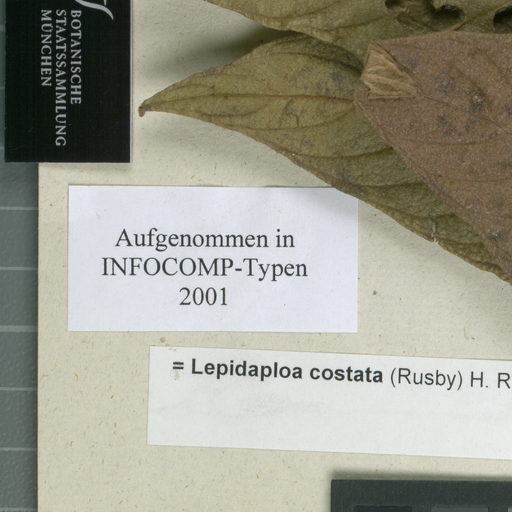 BOTANISCHE
STAATSSAMMLUNG
MÜNCHEN
Aufgenommen in
INFOCOMP-Typen
2001
= Lepidaploa costata (Rusby) H. R